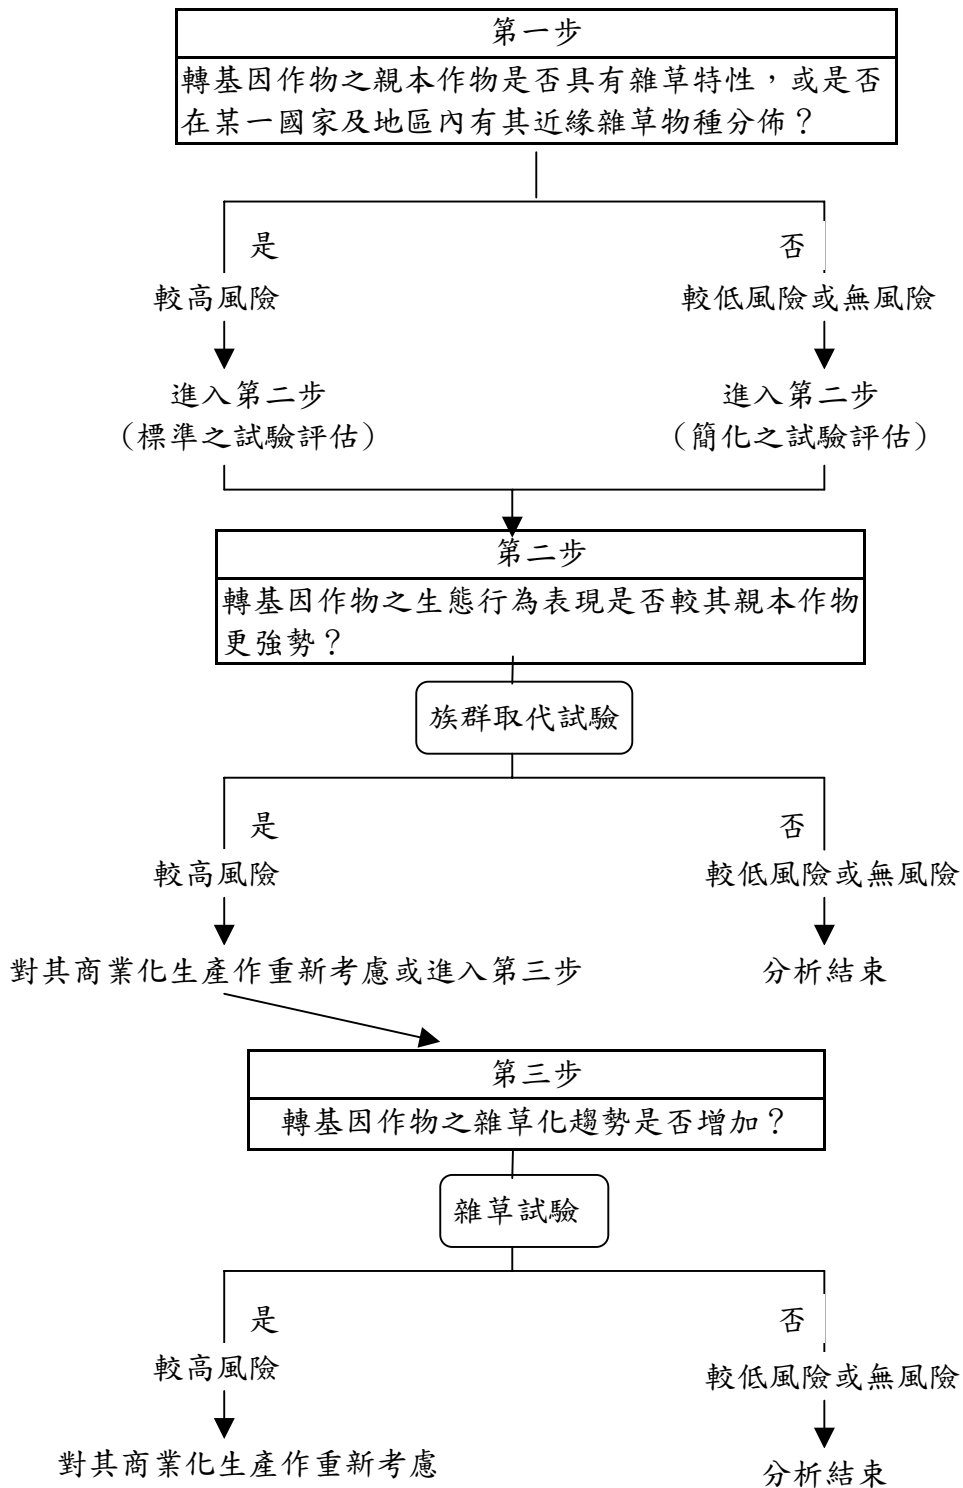 第一步
轉基因作物之親本作物是否具有雜草特性，或是否
在某一國家及地區內有其近緣雜草物種分佈？
是
否
較高風險
較低風險或無風險
進入第二步
（標準之試驗評估）
進入第二步
（簡化之試驗評估）
第二步
轉基因作物之生態行為表現是否較其親本作物
更強勢？
族群取代試驗
是
否
較高風險
較低風險或無風險
對其商業化生產作重新考慮或進入第三步
分析結束
第三步
轉基因作物之雜草化趨勢是否增加？
雜草試驗
是
否
較高風險
較低風險或無風險
對其商業化生產作重新考慮
分析結束